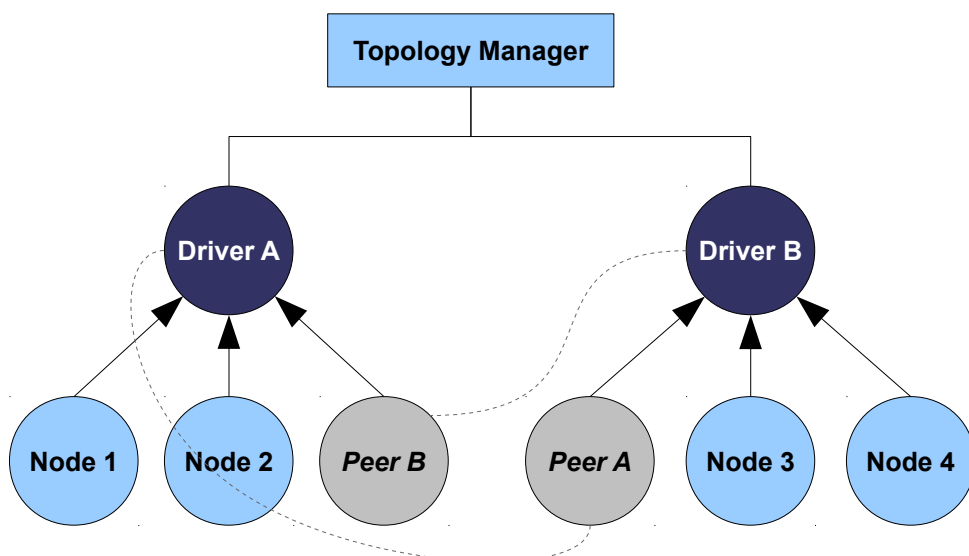 Topology Manager
Driver A
Driver B
Node 1
Node 2
Peer B
Peer A
Node 3
Node 4